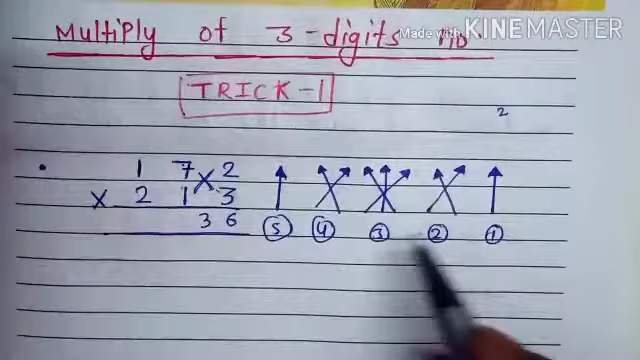 Multiply of 3-digits no.
Made with KINEMASTER
TRICK-1
2
1 7 × 2
× 2 1 3
3 6 5 4 3 2 1